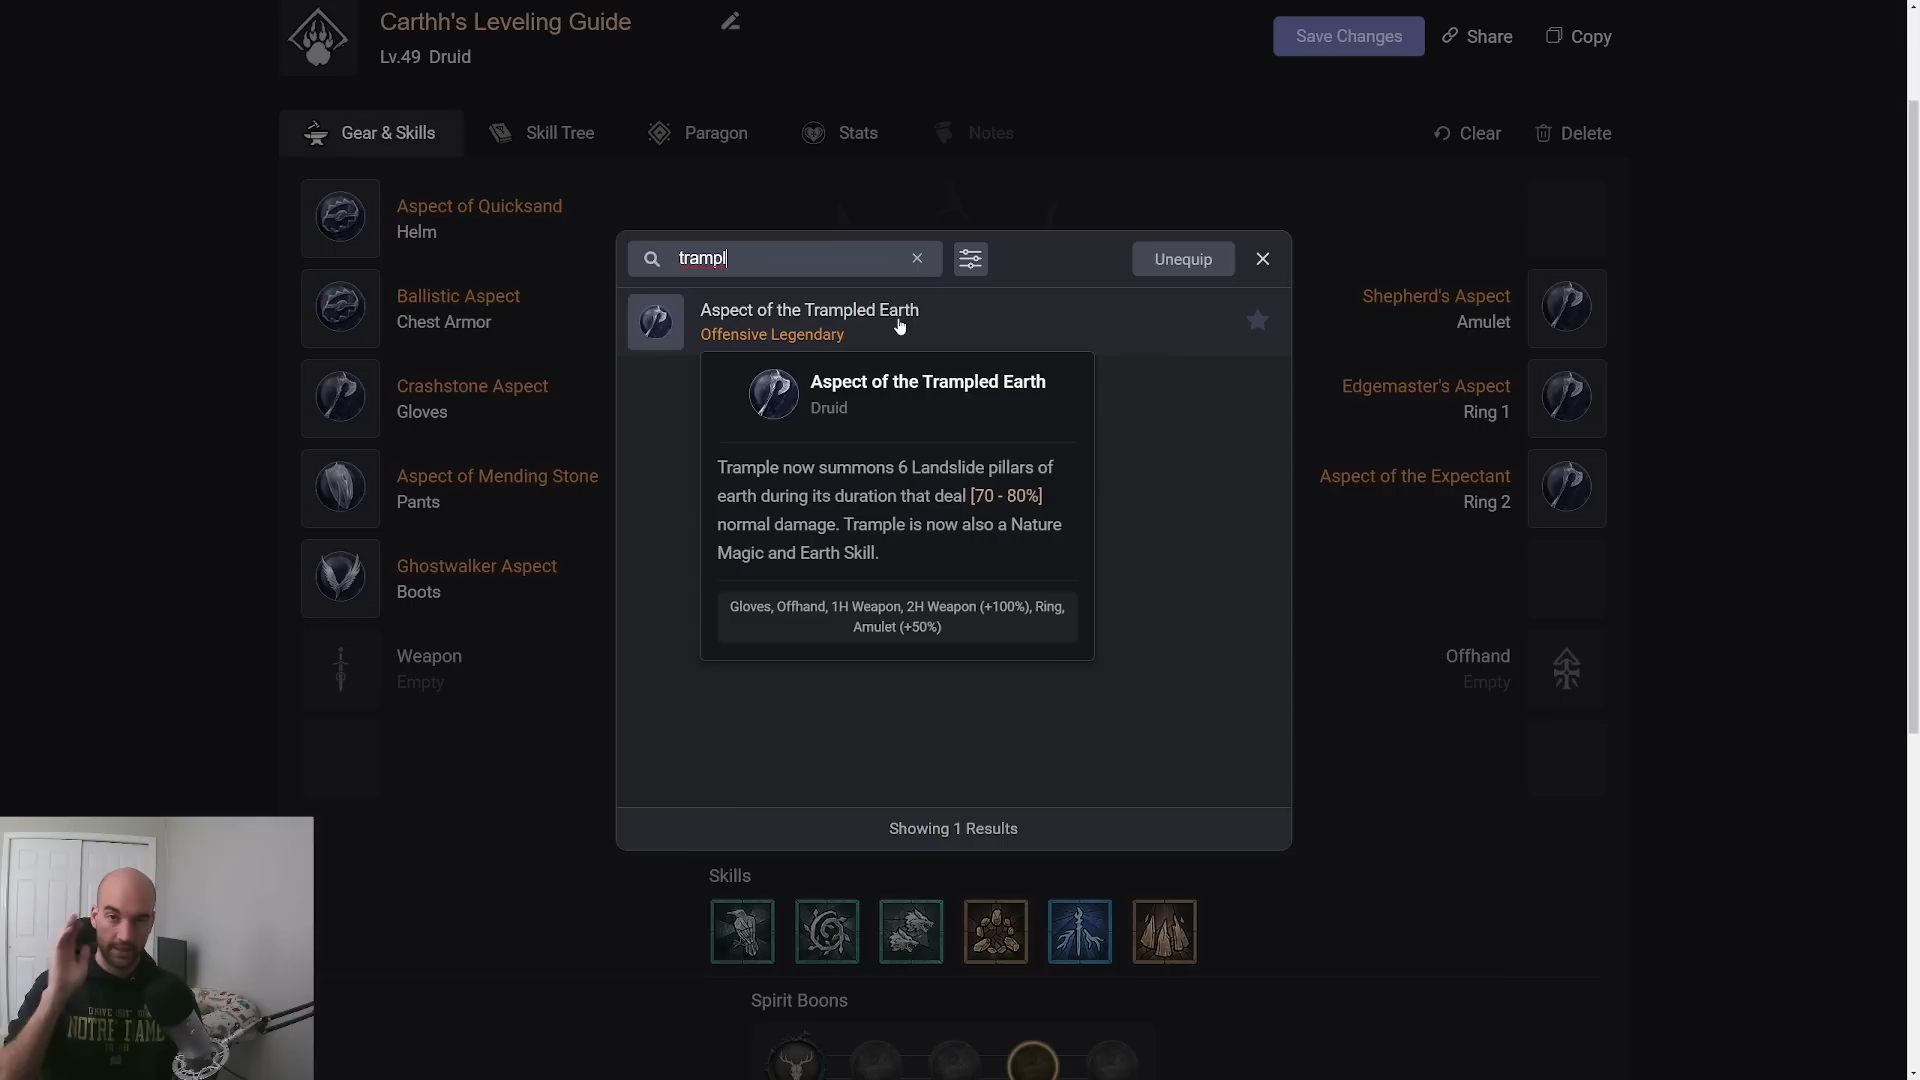 Carthh's Leveling Guide
Lv.49 Druid
Save Changes
Share
Copy
Gear & Skills
Skill Tree
Paragon
Stats
Notes
Clear
Delete
Aspect of Quicksand
Helm
Ballistic Aspect
Chest Armor
Crashstone Aspect
Gloves
Aspect of Mending Stone
Pants
Ghostwalker Aspect
Boots
Weapon
Empty
trampl
Unequip
Aspect of the Trampled Earth
Offensive Legendary
Aspect of the Trampled Earth
Druid
Trample now summons 6 Landslide pillars of
earth during its duration that deal [70 - 80%]
normal damage. Trample is now also a Nature
Magic and Earth Skill.
Gloves, Offhand, 1H Weapon, 2H Weapon (+100%), Ring,
Amulet (+50%)
Showing 1 Results
Shepherd's Aspect
Amulet
Edgemaster's Aspect
Ring 1
Aspect of the Expectant
Ring 2
Offhand
Empty
Skills
Spirit Boons
NOTRE DAME